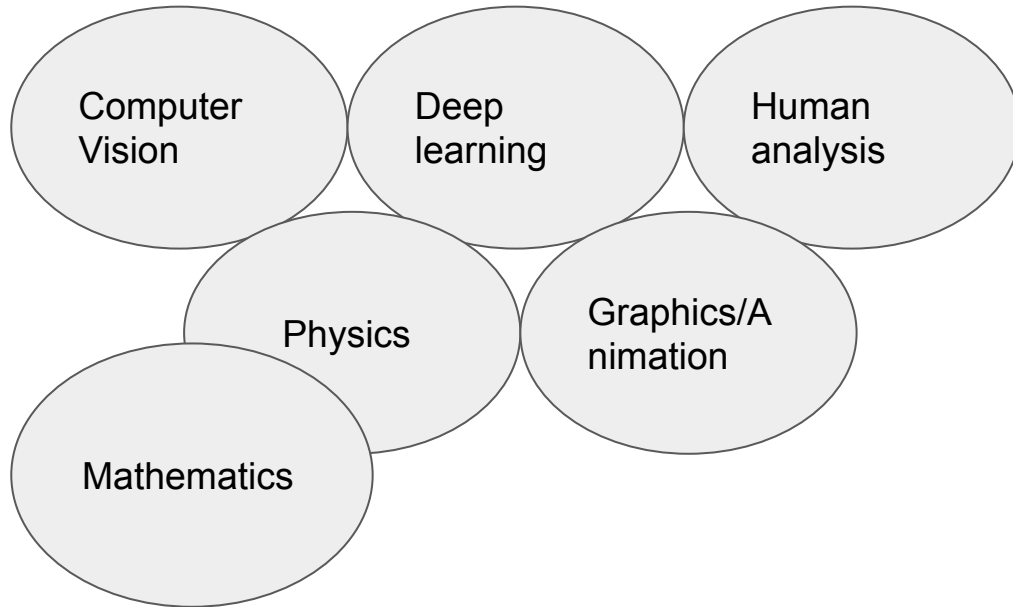 Computer
Vision
Deep
learning
Human
analysis
Physics
Graphics/A
nimation
Mathematics